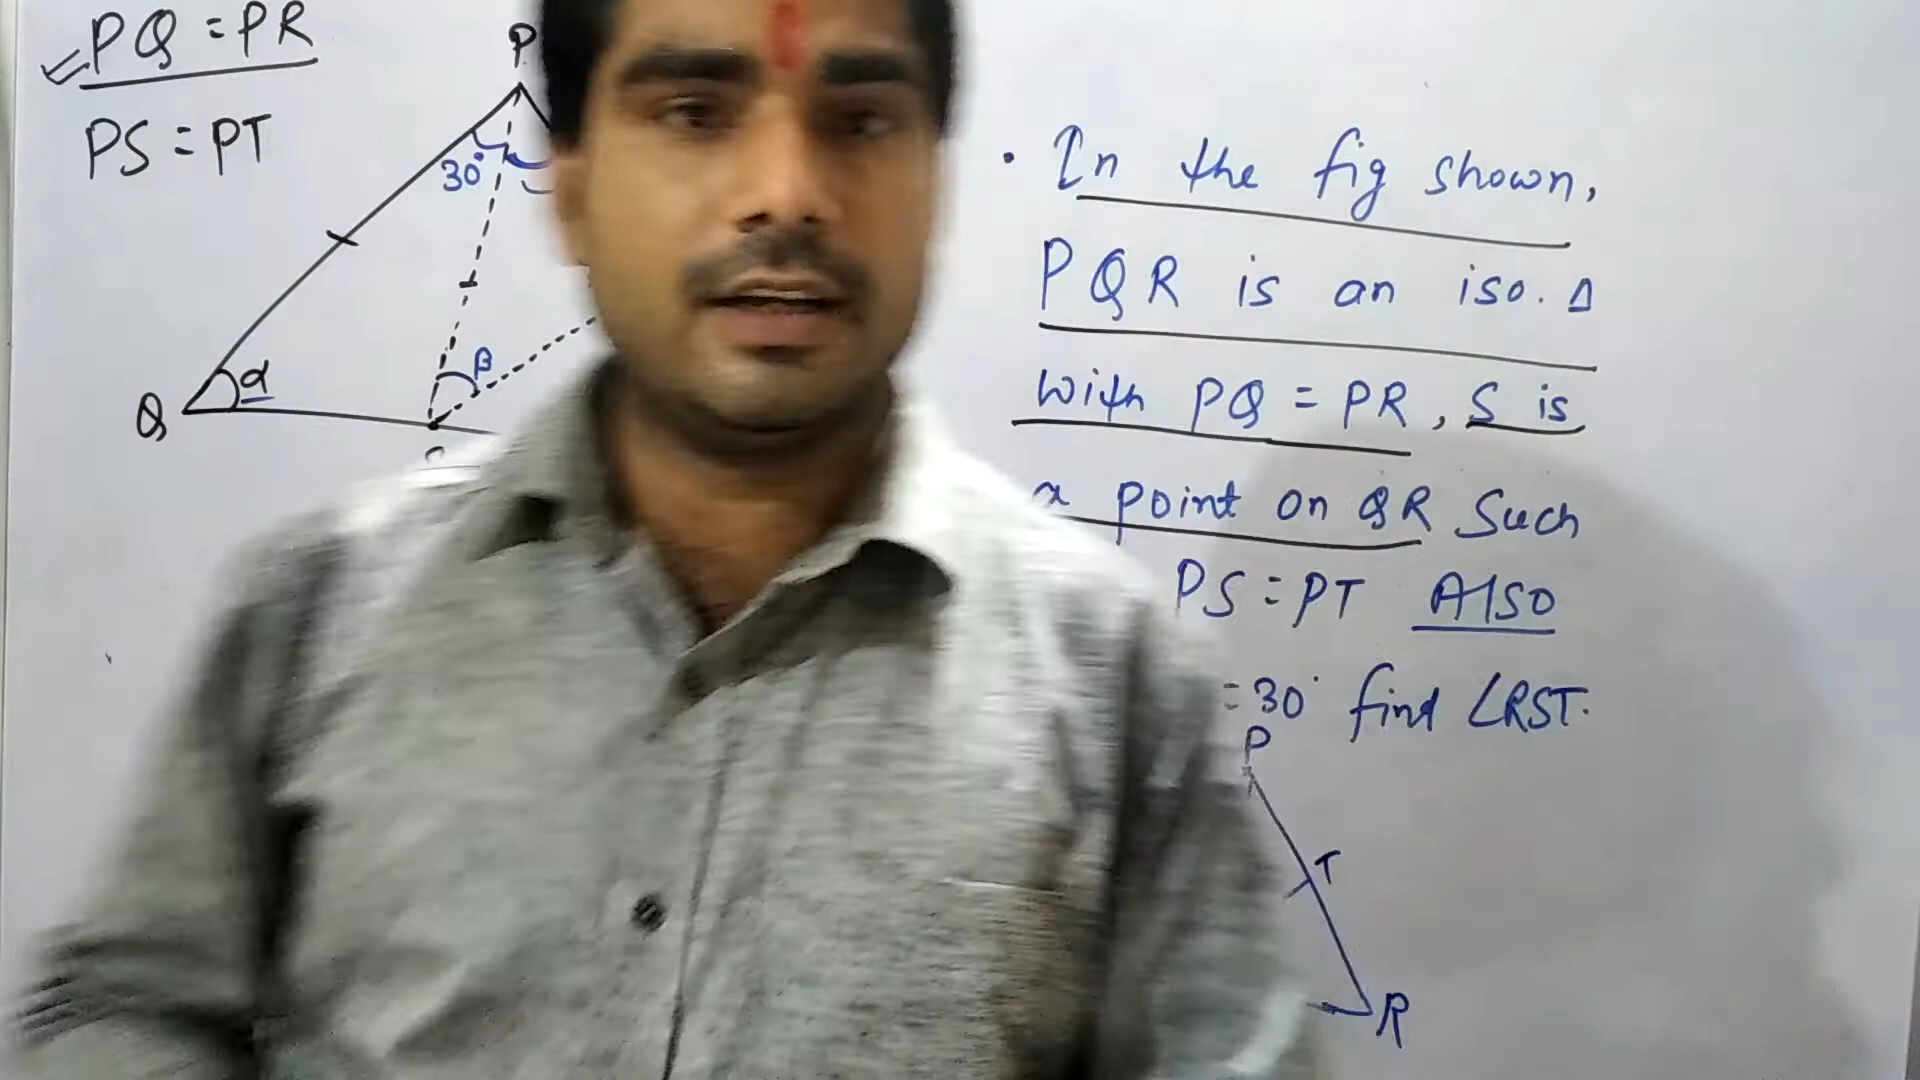 PQ = PR
PS = PT
P
30°
β
α
Q
S
• In the fig shown,
PQR is an iso. Δ
with PQ = PR, S is
a point on QR Such
PS = PT Also
= 30° find ∠RST.
P
T
R